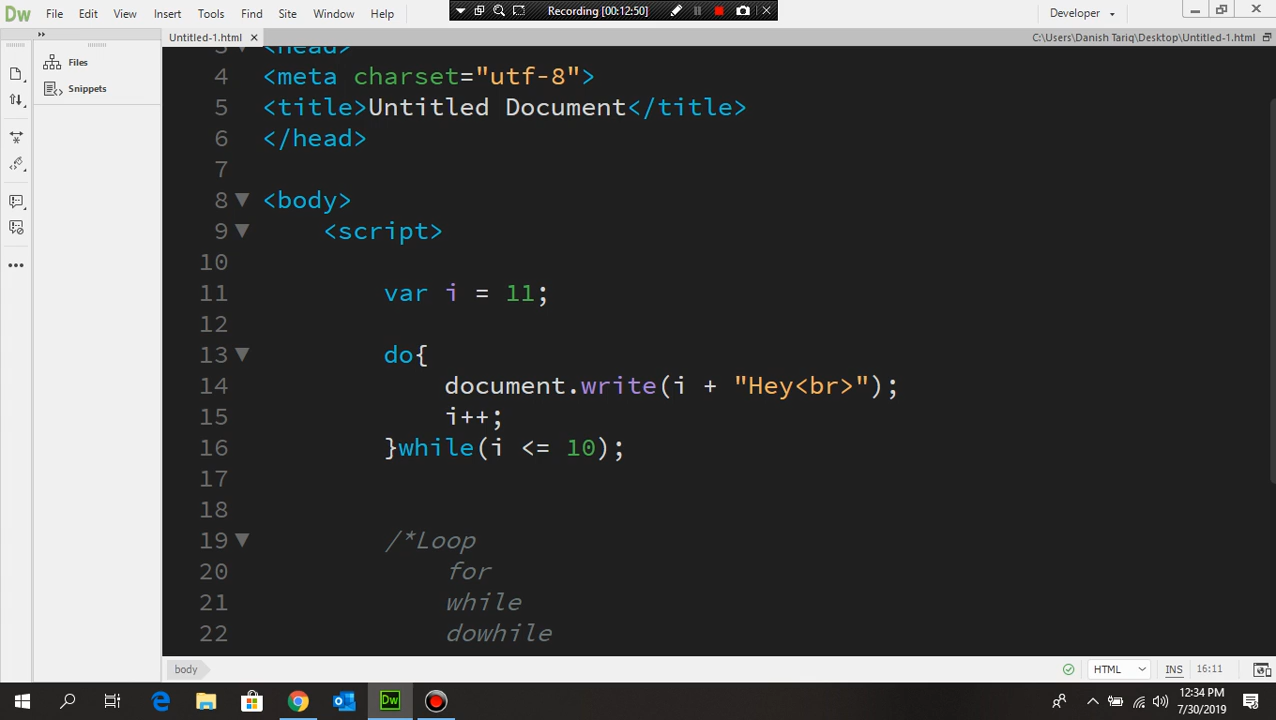 Dw File Edit View Insert Tools Find Site Window Help Recording [00:12:50] Developer
Untitled-1.html C:\Users\Danish Tariq\Desktop\Untitled-1.html
Files
Snippets
3 <head>
4 <meta charset="utf-8">
5 <title>Untitled Document</title>
6 </head>
7
8 <body>
9 <script>
10
11 var i = 11;
12
13 do{
14 document.write(i + "Hey<br>");
15 i++;
16 }while(i <= 10);
17
18
19 /*Loop
20 for
21 while
22 dowhile
body HTML INS 16:11
Dw 12:34 PM
7/30/2019